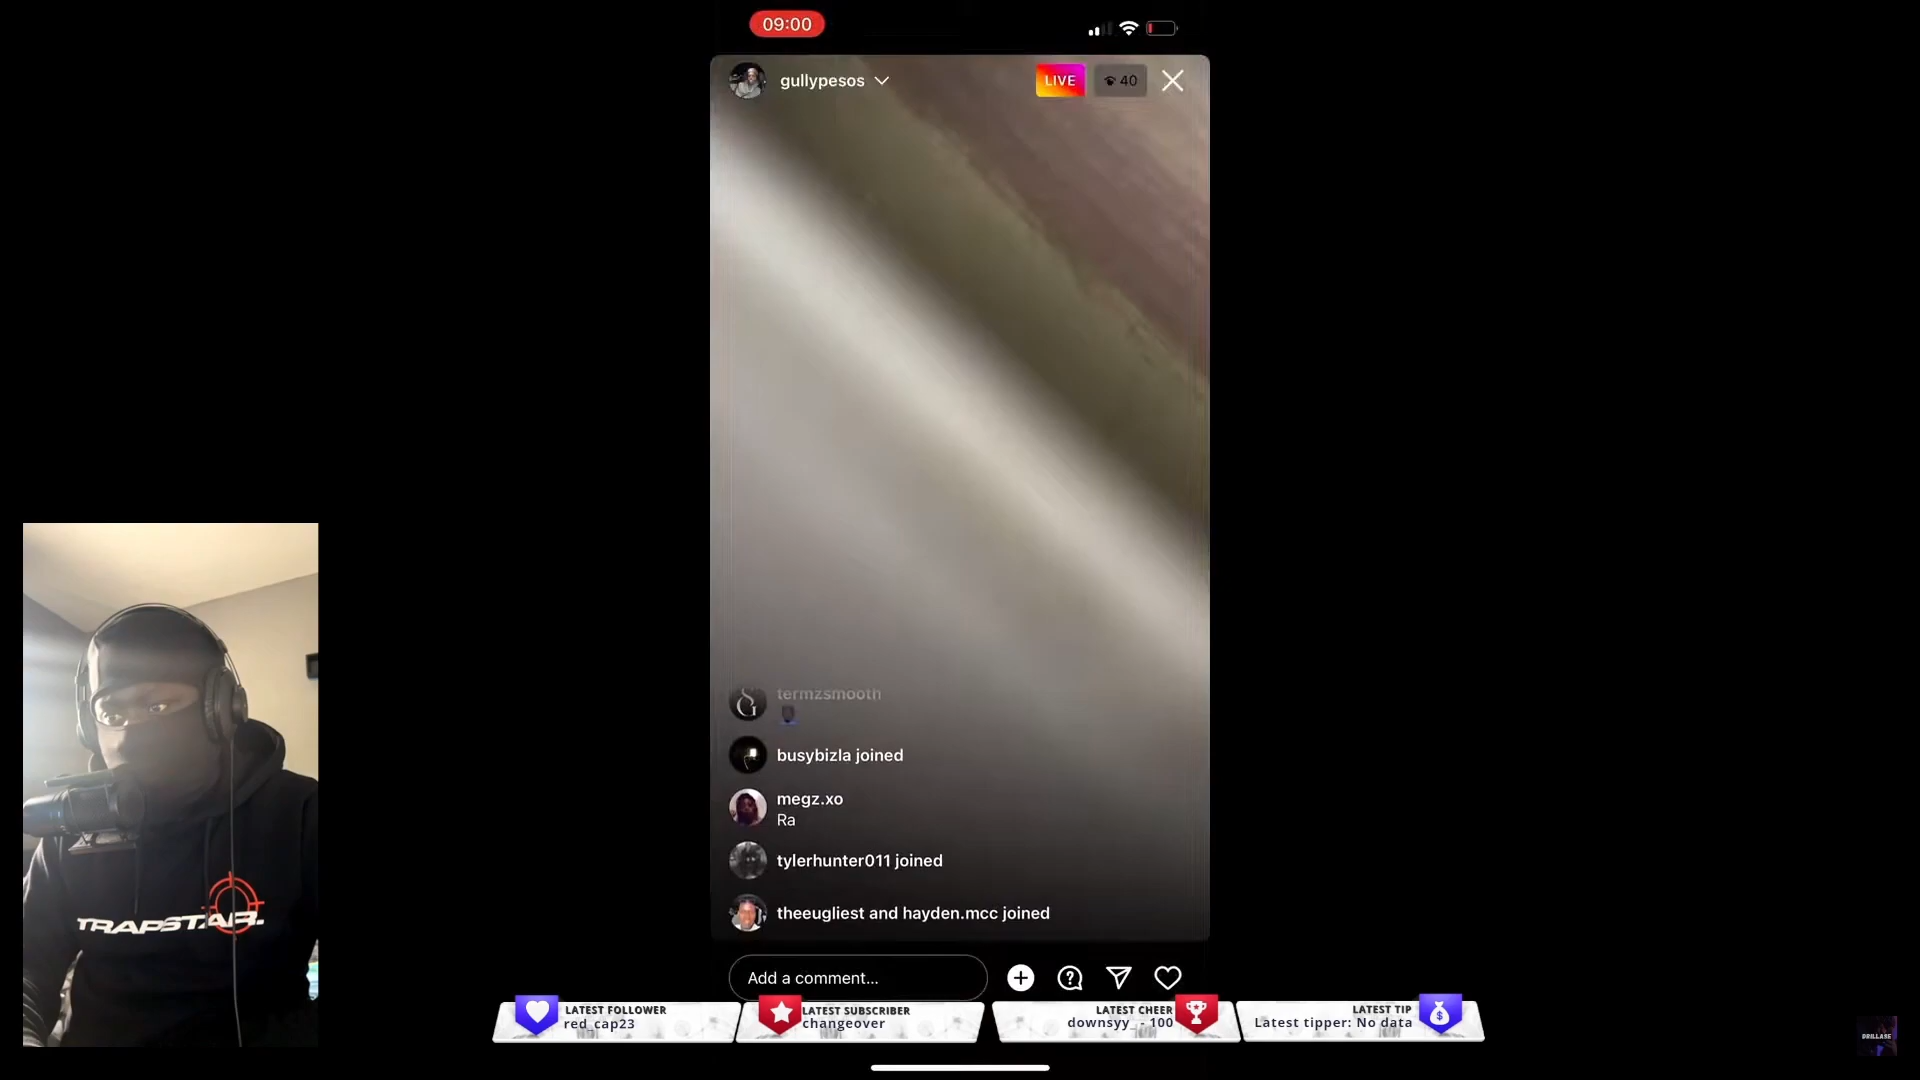 09:00
gullypesos
LIVE
40
termzsmooth
busybizla joined
megz.xo
Ra
tylerhunter011 joined
theeugliest and hayden.mcc joined
Add a comment...
TRAPSTAR.
LATEST FOLLOWER
red_cap23
LATEST SUBSCRIBER
changeover
LATEST CHEER
downsyy_ - 100
LATEST TIP
Latest tipper: No data
DRILLASE